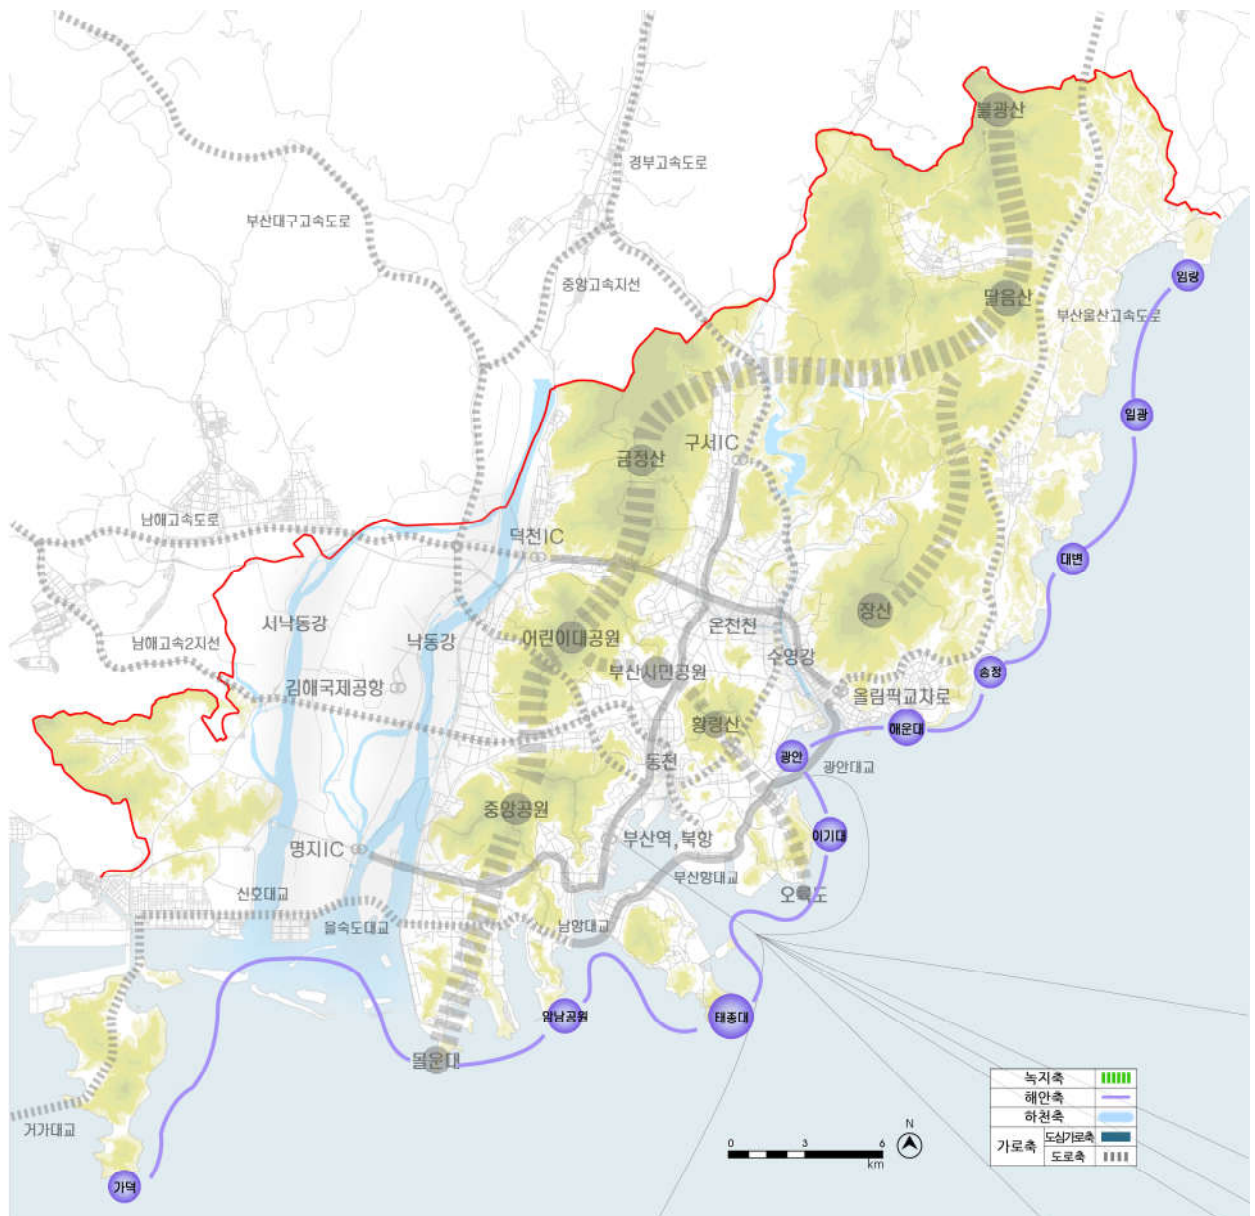 불광산
경부고속도로
부산대구고속도로
중앙고속지선
임랑
달음산
부산울산고속도로
일광
구서IC
금정산
남해고속도로
덕천IC
대변
장산
시낙동강
낙동강
어린이대공원
온천천
남해고속2지선
수영강
부산시민공원
송정
김해국제공항
올림픽교차로
황령산
해운대
동천
광안
광안대교
중앙공원
이기대
부산역,북항
명지IC
부산항대교
신호대교
오륙도
을숙도대교
남항대교
암남공원
태종대
몰운대
녹지축
해안축
하천축
가로축
도심가로축
도로축
거가대교
N
0 3 6
km
가덕